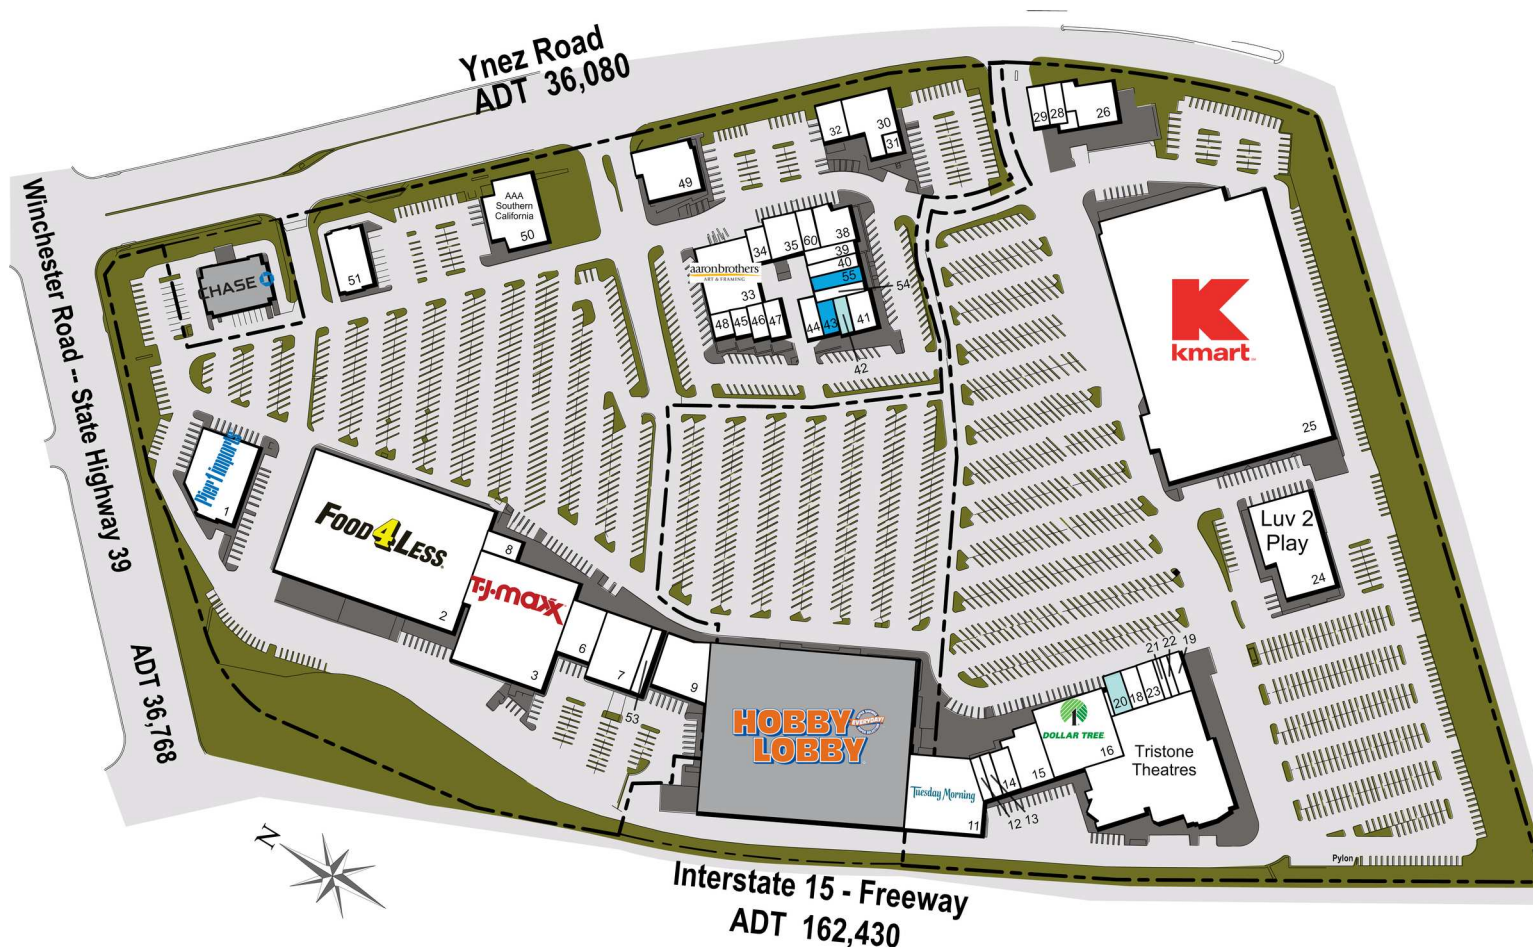 Ynez Road
ADT 36,080
Winchester Road -- State Highway 39
ADT 36,768
CHASE
51
AAA
Southern
California
50
49
32
30
31
29
28
26
34
35
60
38
39
40
55
54
aaronbrothers
ART & FRAMING
33
48
45
46
47
44
43
41
42
K
kmart
25
Pier 1 imports
1
FOOD 4 LESS
2
8
T·J·maxx
3
6
7
53
9
HOBBY
LOBBY
EVERYDAY!
Tuesday Morning
11
12
13
14
15
DOLLAR TREE
16
20
18
23
21
22
19
Tristone
Theatres
Luv 2
Play
24
Pylon
N
Interstate 15 - Freeway
ADT 162,430